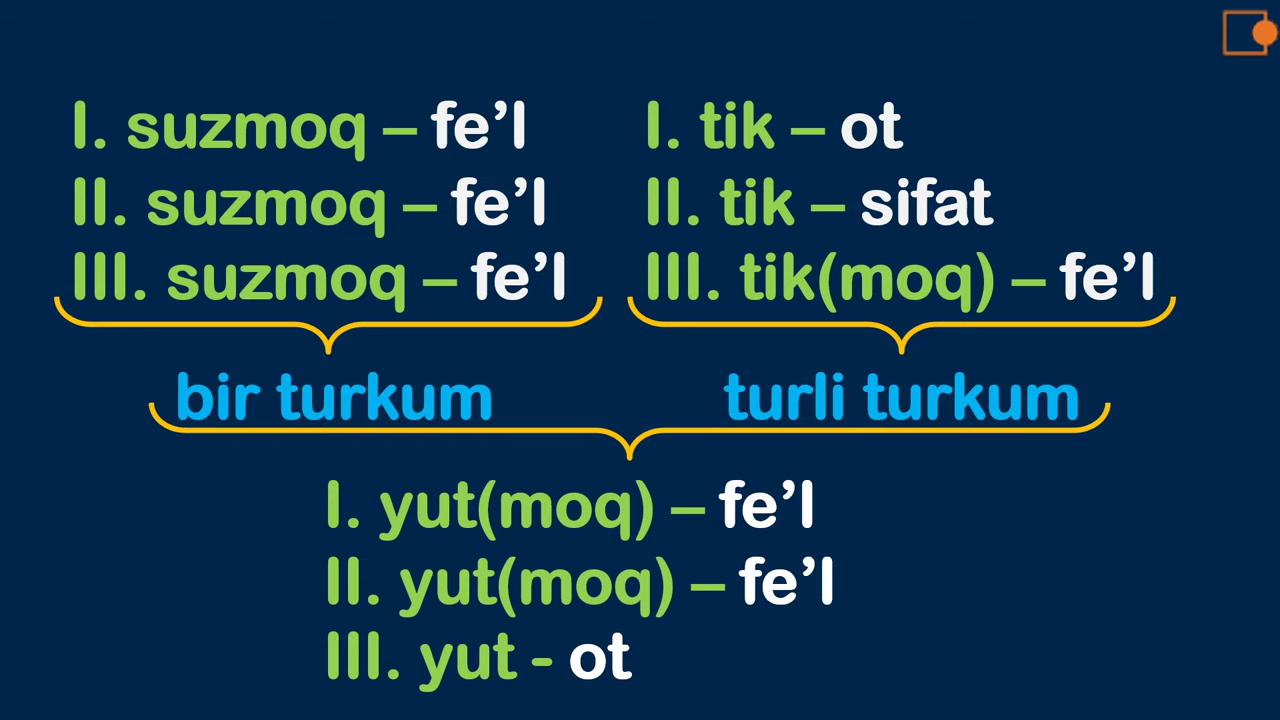 I. suzmoq – fe’l
II. suzmoq – fe’l
III. suzmoq – fe’l
bir turkum
I. tik – ot
II. tik – sifat
III. tik(moq) – fe’l
turli turkum
I. yut(moq) – fe’l
II. yut(moq) – fe’l
III. yut - ot